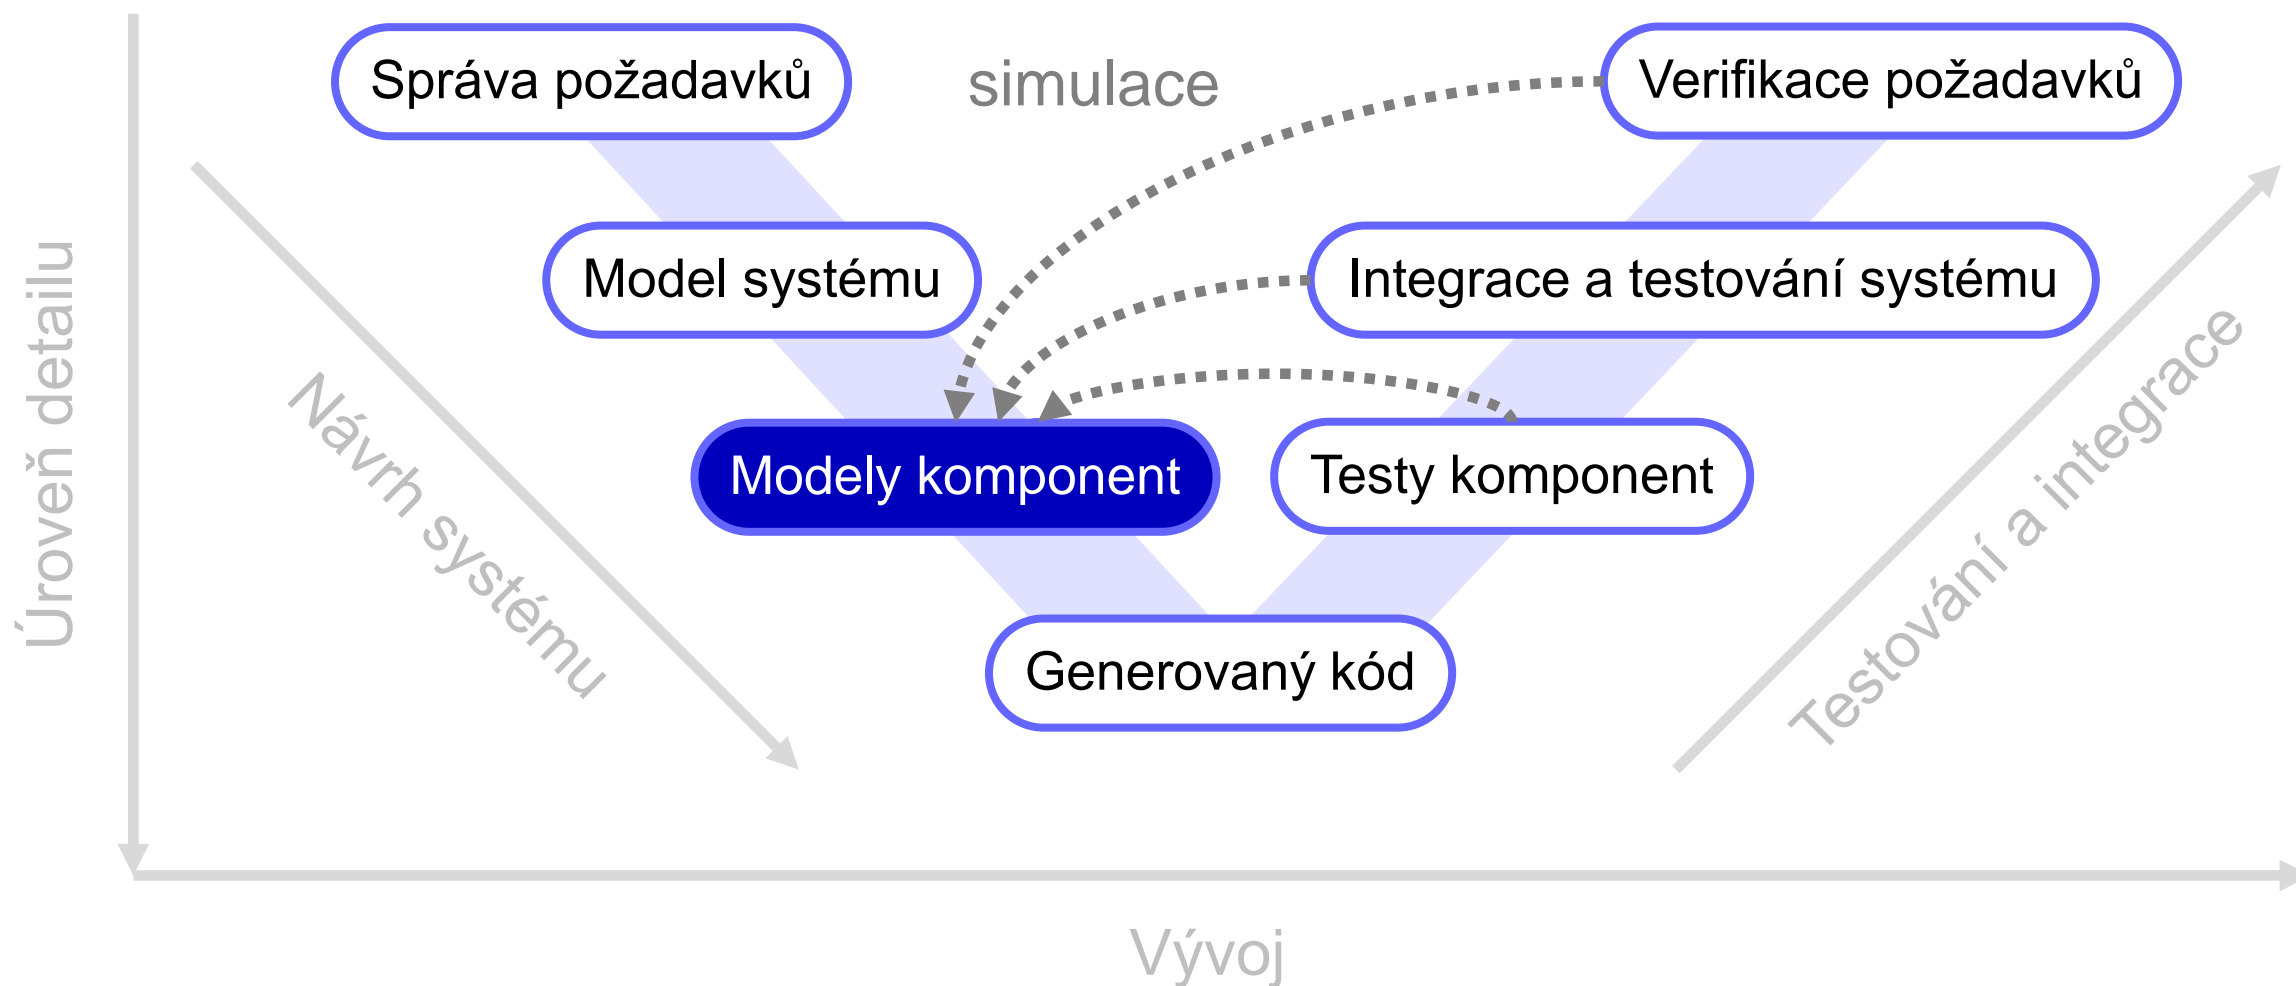 Správa požadavků
simulace
Verifikace požadavků
Model systému
Integrace a testování systému
Úroveň detailu
Návrh systému
Modely komponent
Testy komponent
Testování a integrace
Generovaný kód
Vývoj